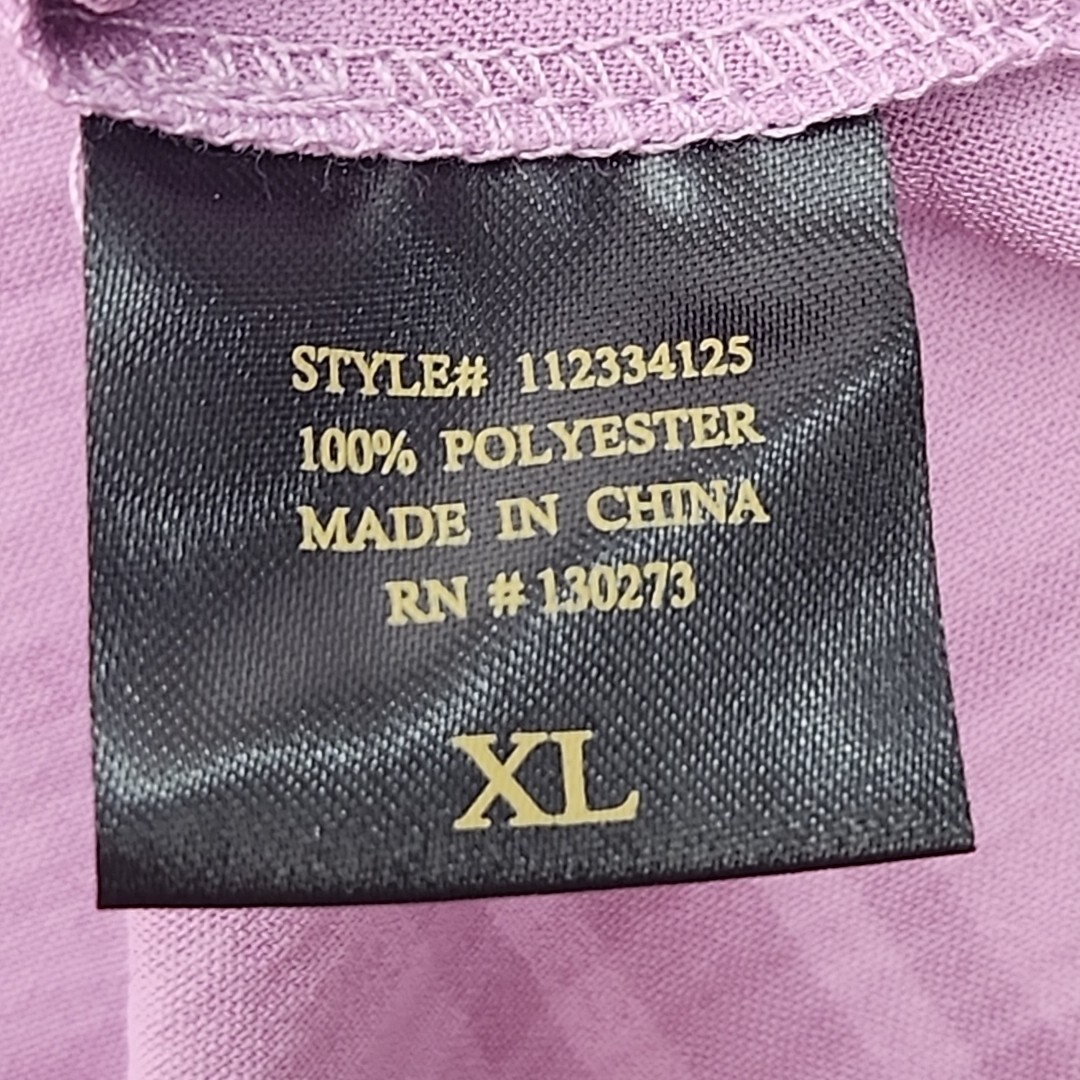 STYLE# 112334125
100% POLYESTER
MADE IN CHINA
RN # 130273
XL